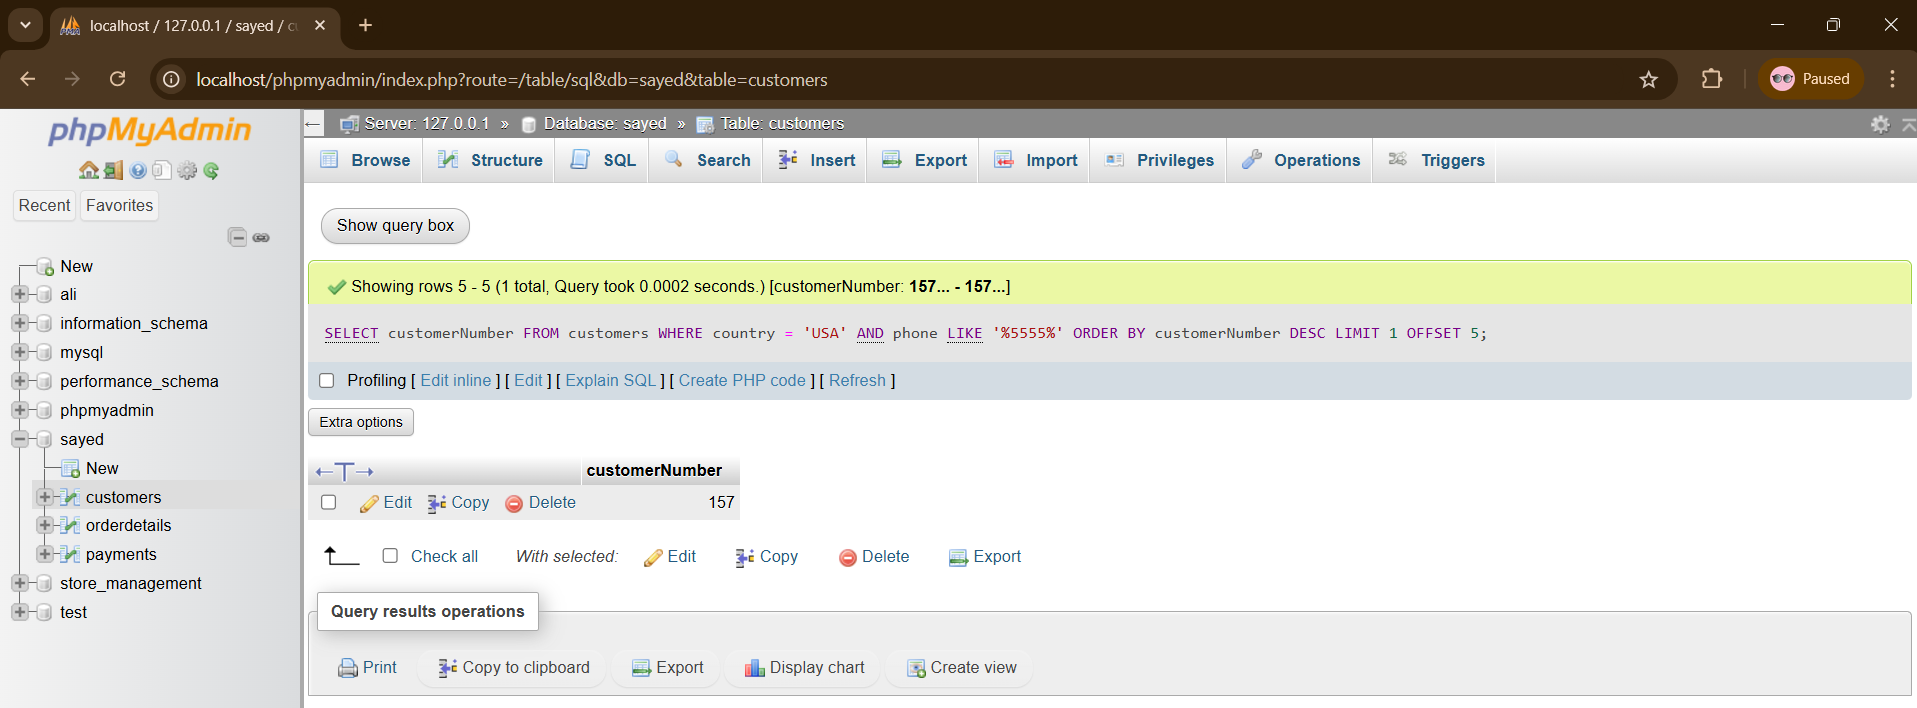 localhost / 127.0.0.1 / sayed /
localhost/phpmyadmin/index.php?route=/table/sql&db=sayed&table=customers
Paused
phpMyAdmin
Recent
Favorites
New
ali
information_schema
mysql
performance_schema
phpmyadmin
sayed
New
customers
orderdetails
payments
store_management
test
Server: 127.0.0.1 » Database: sayed » Table: customers
Browse Structure SQL Search Insert Export Import Privileges Operations Triggers
Show query box
Showing rows 5 - 5 (1 total, Query took 0.0002 seconds.) [customerNumber: 157... - 157...]
SELECT customerNumber FROM customers WHERE country = 'USA' AND phone LIKE '%5555%' ORDER BY customerNumber DESC LIMIT 1 OFFSET 5;
Profiling [ Edit inline ] [ Edit ] [ Explain SQL ] [ Create PHP code ] [ Refresh ]
Extra options
←T→ customerNumber
Edit Copy Delete 157
Check all With selected: Edit Copy Delete Export
Query results operations
Print Copy to clipboard Export Display chart Create view